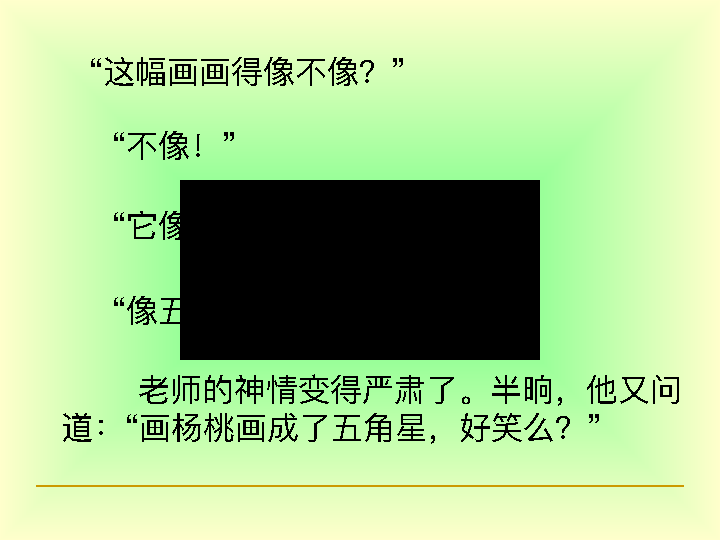 “这幅画画得像不像？”
“不像！”
“它像
“像五
老师的神情变得严肃了。半晌，他又问
道：“画杨桃画成了五角星，好笑么？”